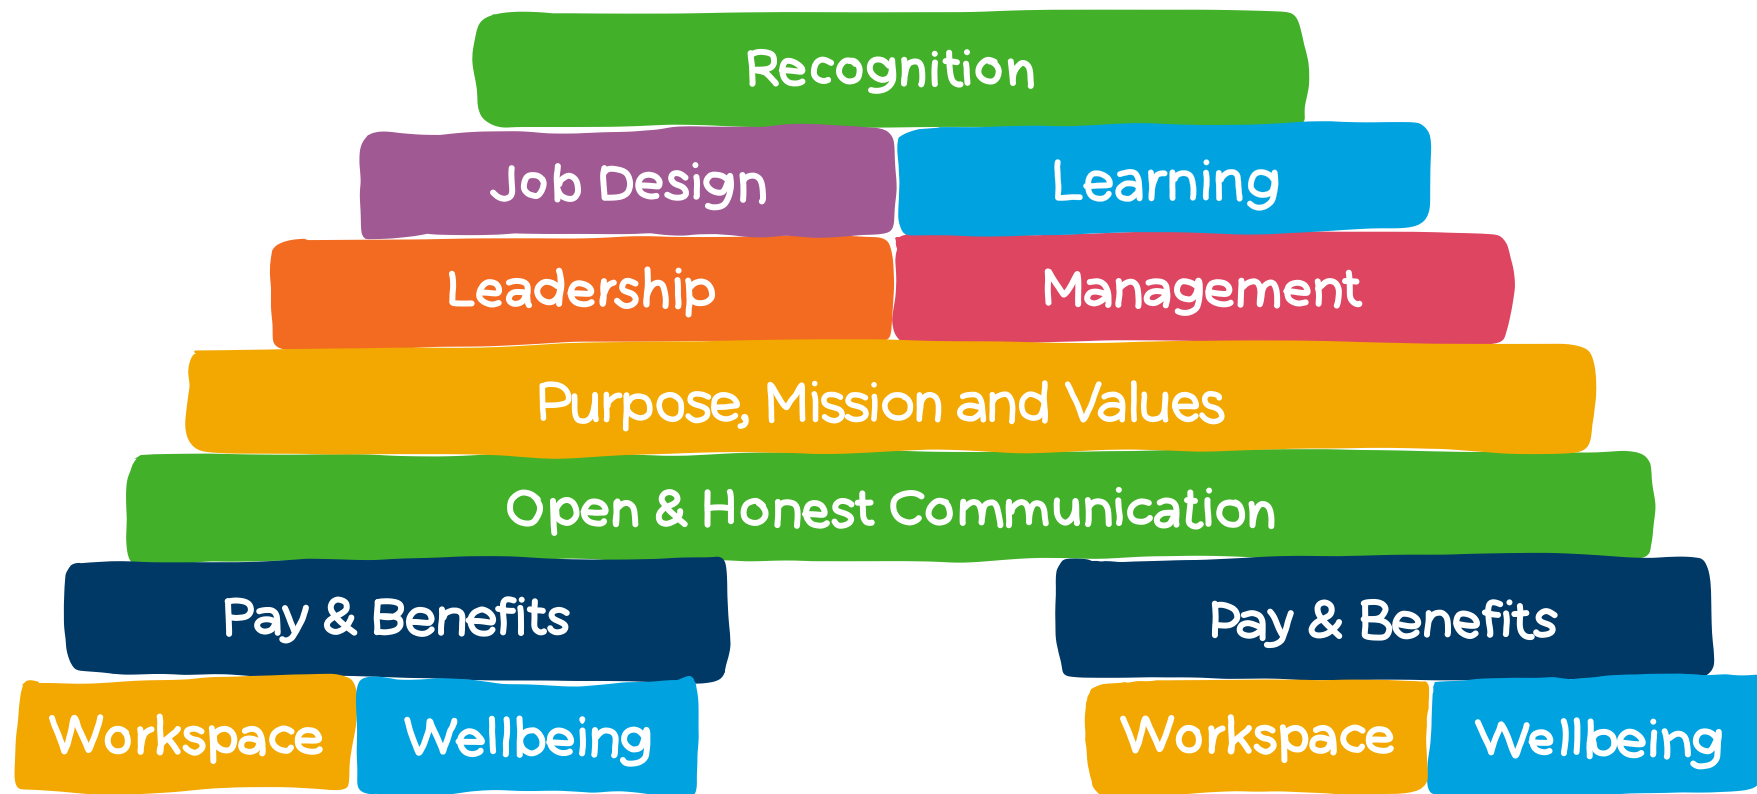 Recognition
Job Design
Learning
Leadership
Management
Purpose, Mission and Values
Open & Honest Communication
Pay & Benefits
Pay & Benefits
Workspace
Wellbeing
Workspace
Wellbeing